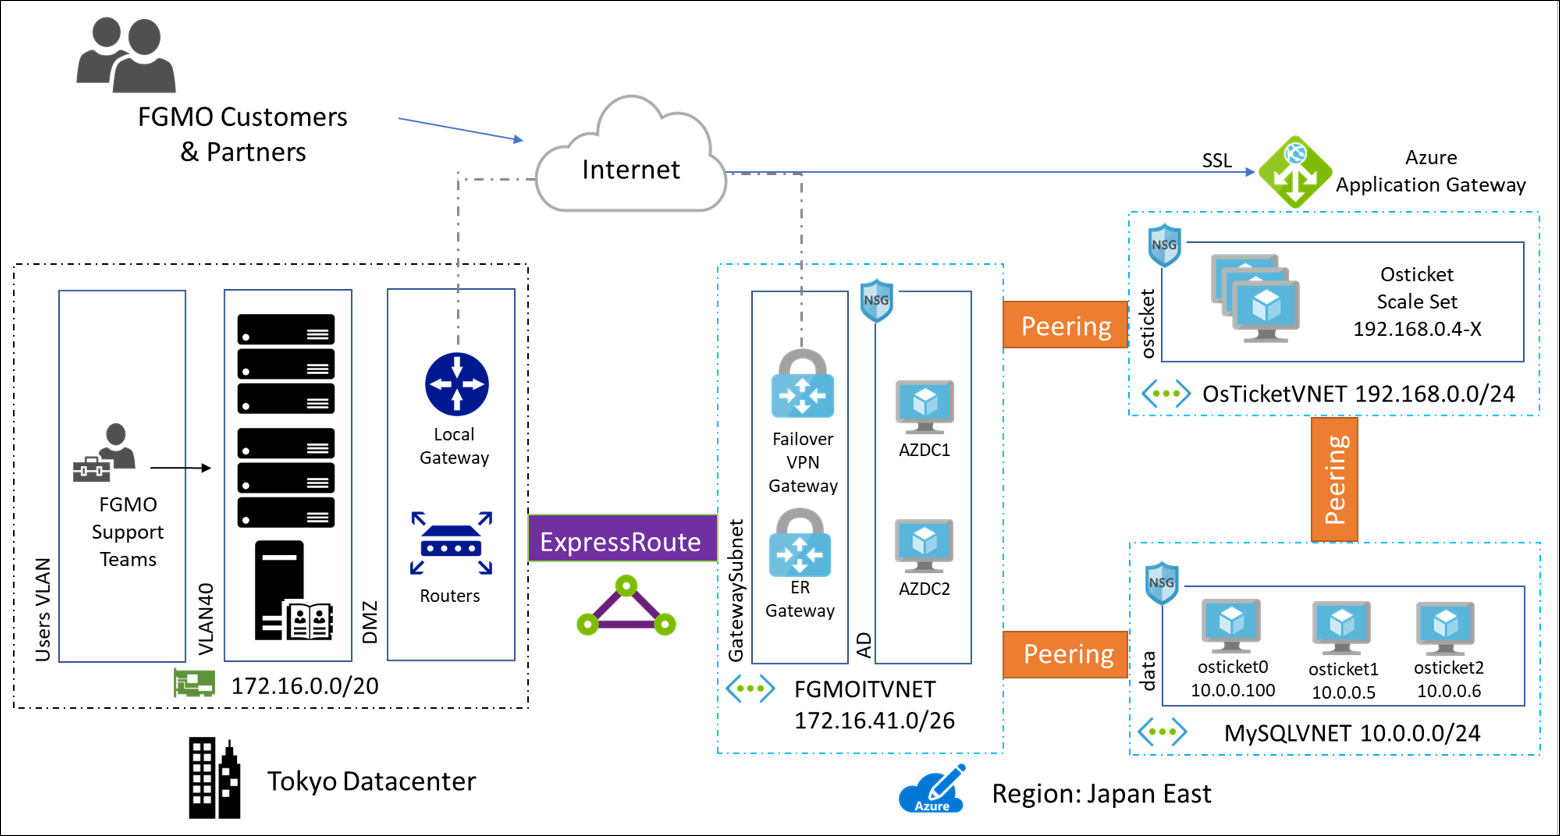 FGMO Customers
& Partners
Internet
SSL
Azure
Application Gateway
NSG
osticket
Osticket
Scale Set
192.168.0.4-X
OsTicketVNET 192.168.0.0/24
Users VLAN
FGMO
Support
Teams
VLAN40
DMZ
Local
Gateway
Routers
172.16.0.0/20
Tokyo Datacenter
ExpressRoute
GatewaySubnet
Failover
VPN
Gateway
ER
Gateway
NSG
AD
AZDC1
AZDC2
FGMOITVNET
172.16.41.0/26
Peering
Peering
Peering
NSG
data
osticket0
10.0.0.100
osticket1
10.0.0.5
osticket2
10.0.0.6
MySQLVNET 10.0.0.0/24
Azure
Region: Japan East